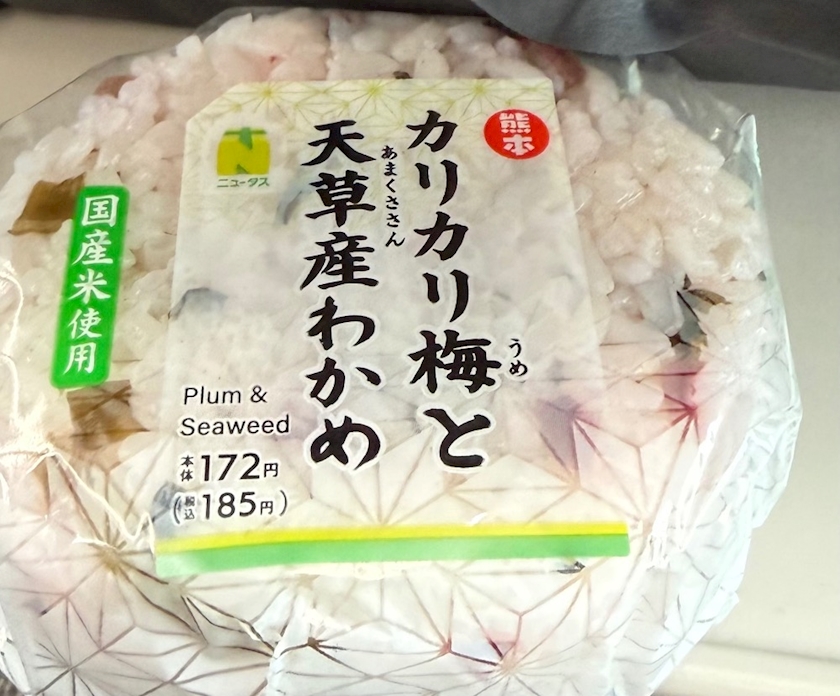 熊本
カリカリ梅と
うめ
天草産わかめ
あまくささん
ニュータス
国産米使用
Plum &
Seaweed
本体172円
(税込185円)